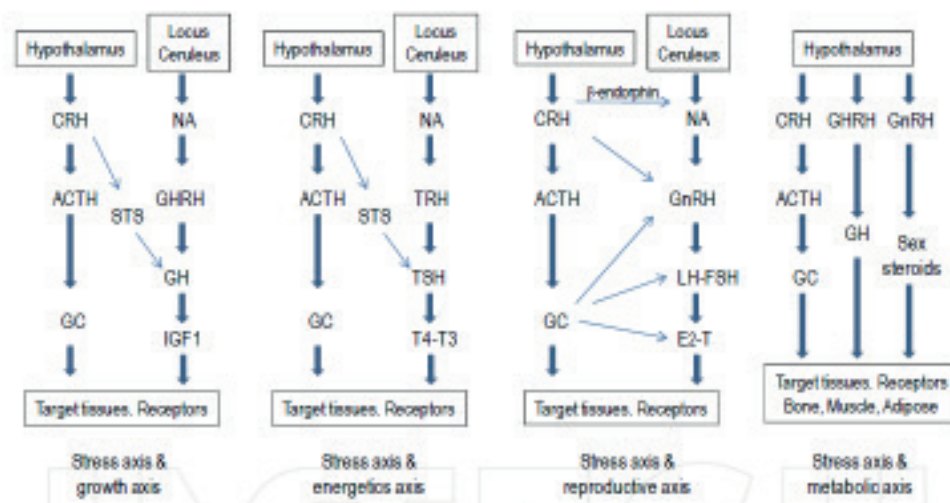 Hypothalamus
Locus
Ceruleus
CRH
NA
ACTH
GHRH
STS
GH
GC
IGF1
Target tissues. Receptors
Stress axis &
growth axis
Hypothalamus
Locus
Ceruleus
CRH
NA
ACTH
TRH
STS
TSH
GC
T4-T3
Target tissues. Receptors
Stress axis &
energetics axis
Hypothalamus
Locus
Ceruleus
β-endorphin
CRH
NA
ACTH
GnRH
LH-FSH
GC
E2-T
Target tissues. Receptors
Stress axis &
reproductive axis
Hypothalamus
CRH GHRH GnRH
ACTH
GH
Sex
steroids
GC
Target tissues. Receptors
Bone, Muscle, Adipose
Stress axis &
metabolic axis